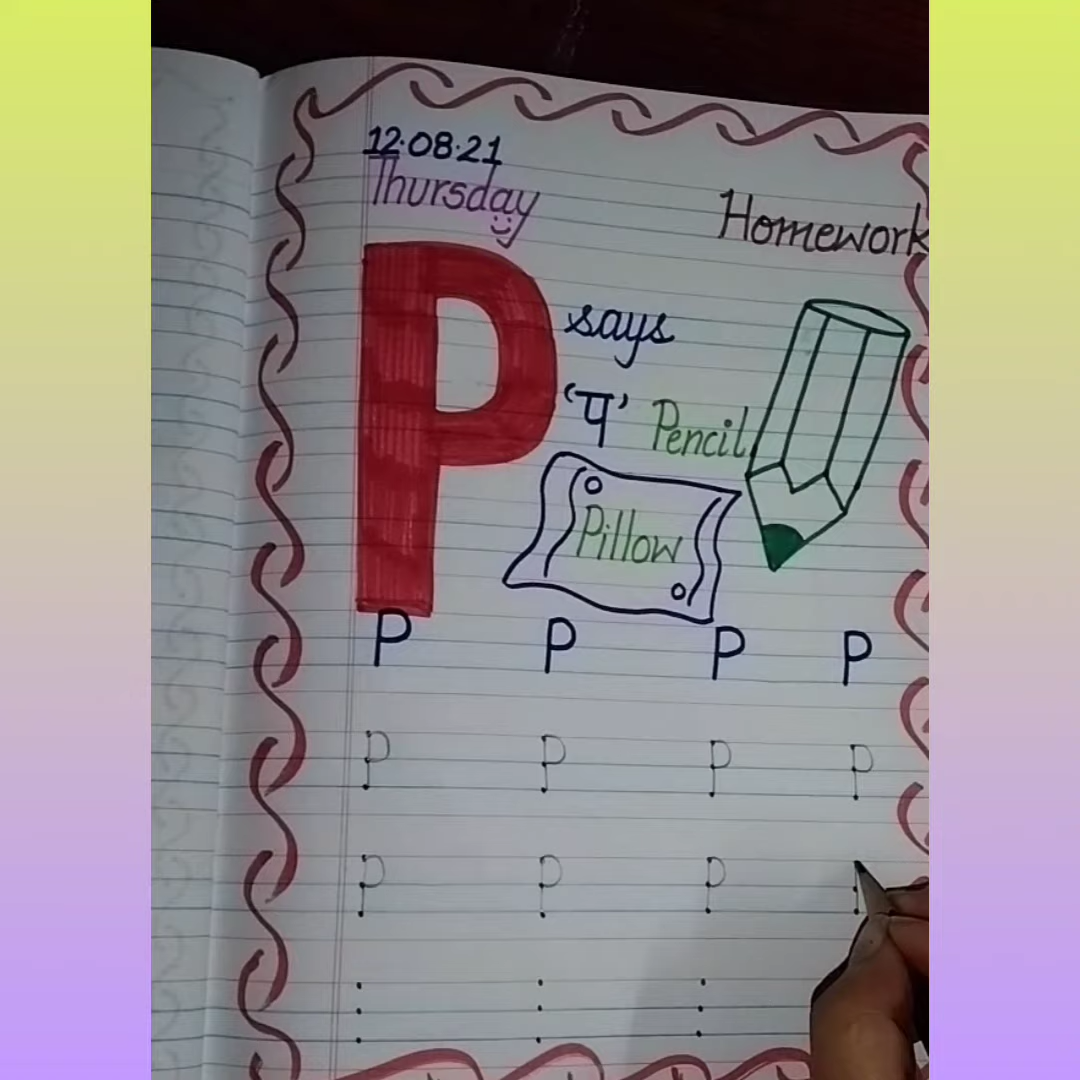 12.08.21
Thursday
Homework
P says
'प' Pencil
Pillow
P P P P
P P P P
P P P